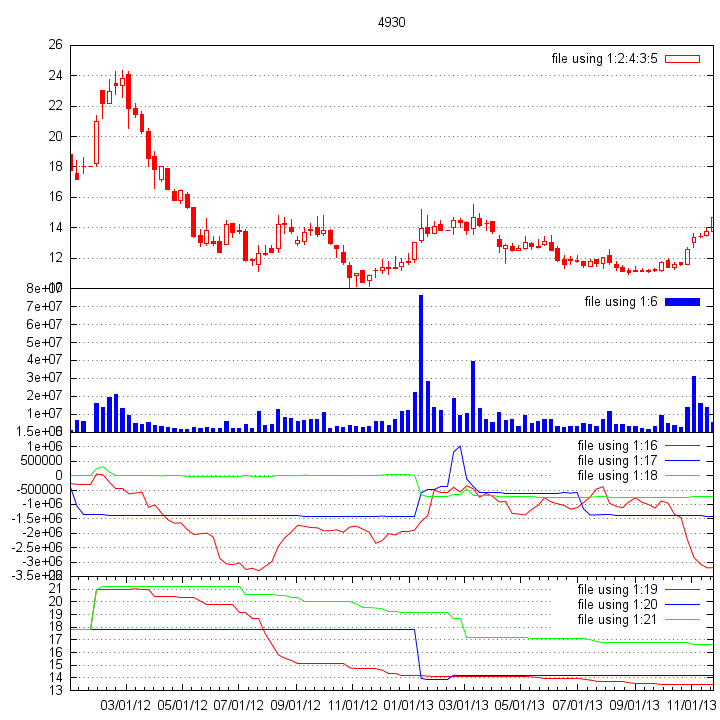 4930
26
file using 1:2:4:3:5
24
22
20
18
16
14
12
10
8e+07
file using 1:6
7e+07
6e+07
5e+07
4e+07
3e+07
2e+07
1e+07
0
1.5e+06
file using 1:16
1e+06
file using 1:17
500000
file using 1:18
0
-500000
-1e+06
-1.5e+06
-2e+06
-2.5e+06
-3e+06
-3.5e+06
22
file using 1:19
21
file using 1:20
20
file using 1:21
19
18
17
16
15
14
13
03/01/12 05/01/12 07/01/12 09/01/12 11/01/12 01/01/13 03/01/13 05/01/13 07/01/13 09/01/13 11/01/13